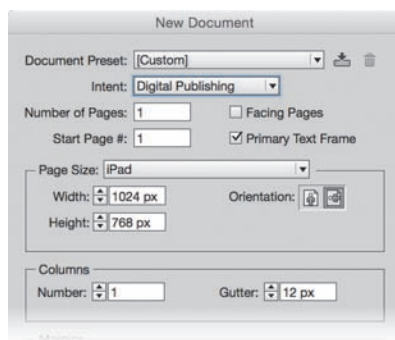 New Document
Document Preset: [Custom]
Intent: Digital Publishing
Number of Pages: 1 Facing Pages
Start Page #: 1 Primary Text Frame
Page Size: iPad
Width: 1024 px Orientation:
Height: 768 px
Columns
Number: 1 Gutter: 12 px